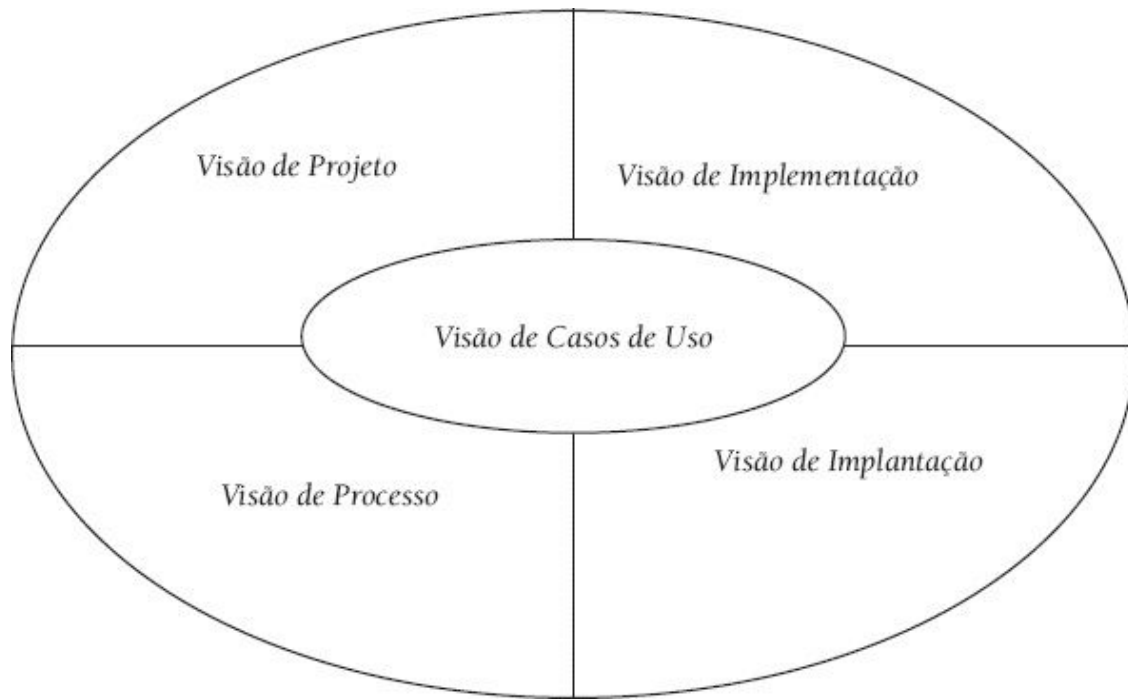 Visão de Projeto
Visão de Implementação
Visão de Casos de Uso
Visão de Processo
Visão de Implantação